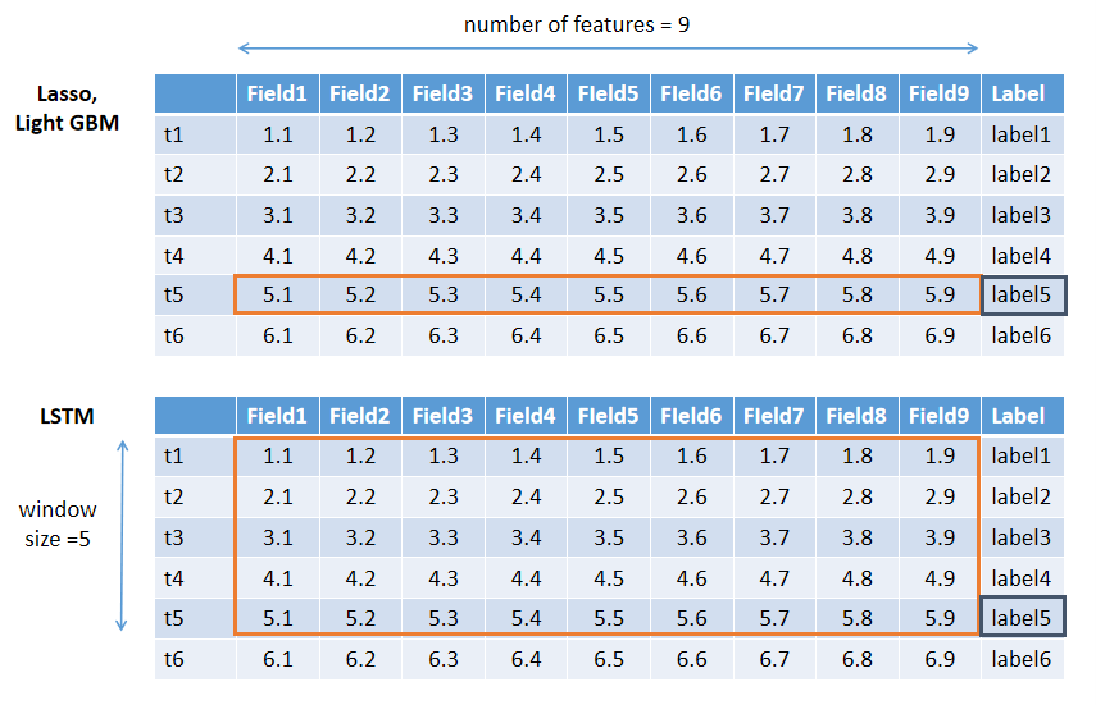 number of features = 9
Lasso,
Light GBM
Field1 Field2 Field3 Field4 FIeld5 FIeld6 FIeld7 Field8 Field9 Label
t1 1.1 1.2 1.3 1.4 1.5 1.6 1.7 1.8 1.9 label1
t2 2.1 2.2 2.3 2.4 2.5 2.6 2.7 2.8 2.9 label2
t3 3.1 3.2 3.3 3.4 3.5 3.6 3.7 3.8 3.9 label3
t4 4.1 4.2 4.3 4.4 4.5 4.6 4.7 4.8 4.9 label4
t5 5.1 5.2 5.3 5.4 5.5 5.6 5.7 5.8 5.9 label5
t6 6.1 6.2 6.3 6.4 6.5 6.6 6.7 6.8 6.9 label6
LSTM
window
size =5
Field1 Field2 Field3 Field4 FIeld5 FIeld6 FIeld7 Field8 Field9 Label
t1 1.1 1.2 1.3 1.4 1.5 1.6 1.7 1.8 1.9 label1
t2 2.1 2.2 2.3 2.4 2.5 2.6 2.7 2.8 2.9 label2
t3 3.1 3.2 3.3 3.4 3.5 3.6 3.7 3.8 3.9 label3
t4 4.1 4.2 4.3 4.4 4.5 4.6 4.7 4.8 4.9 label4
t5 5.1 5.2 5.3 5.4 5.5 5.6 5.7 5.8 5.9 label5
t6 6.1 6.2 6.3 6.4 6.5 6.6 6.7 6.8 6.9 label6